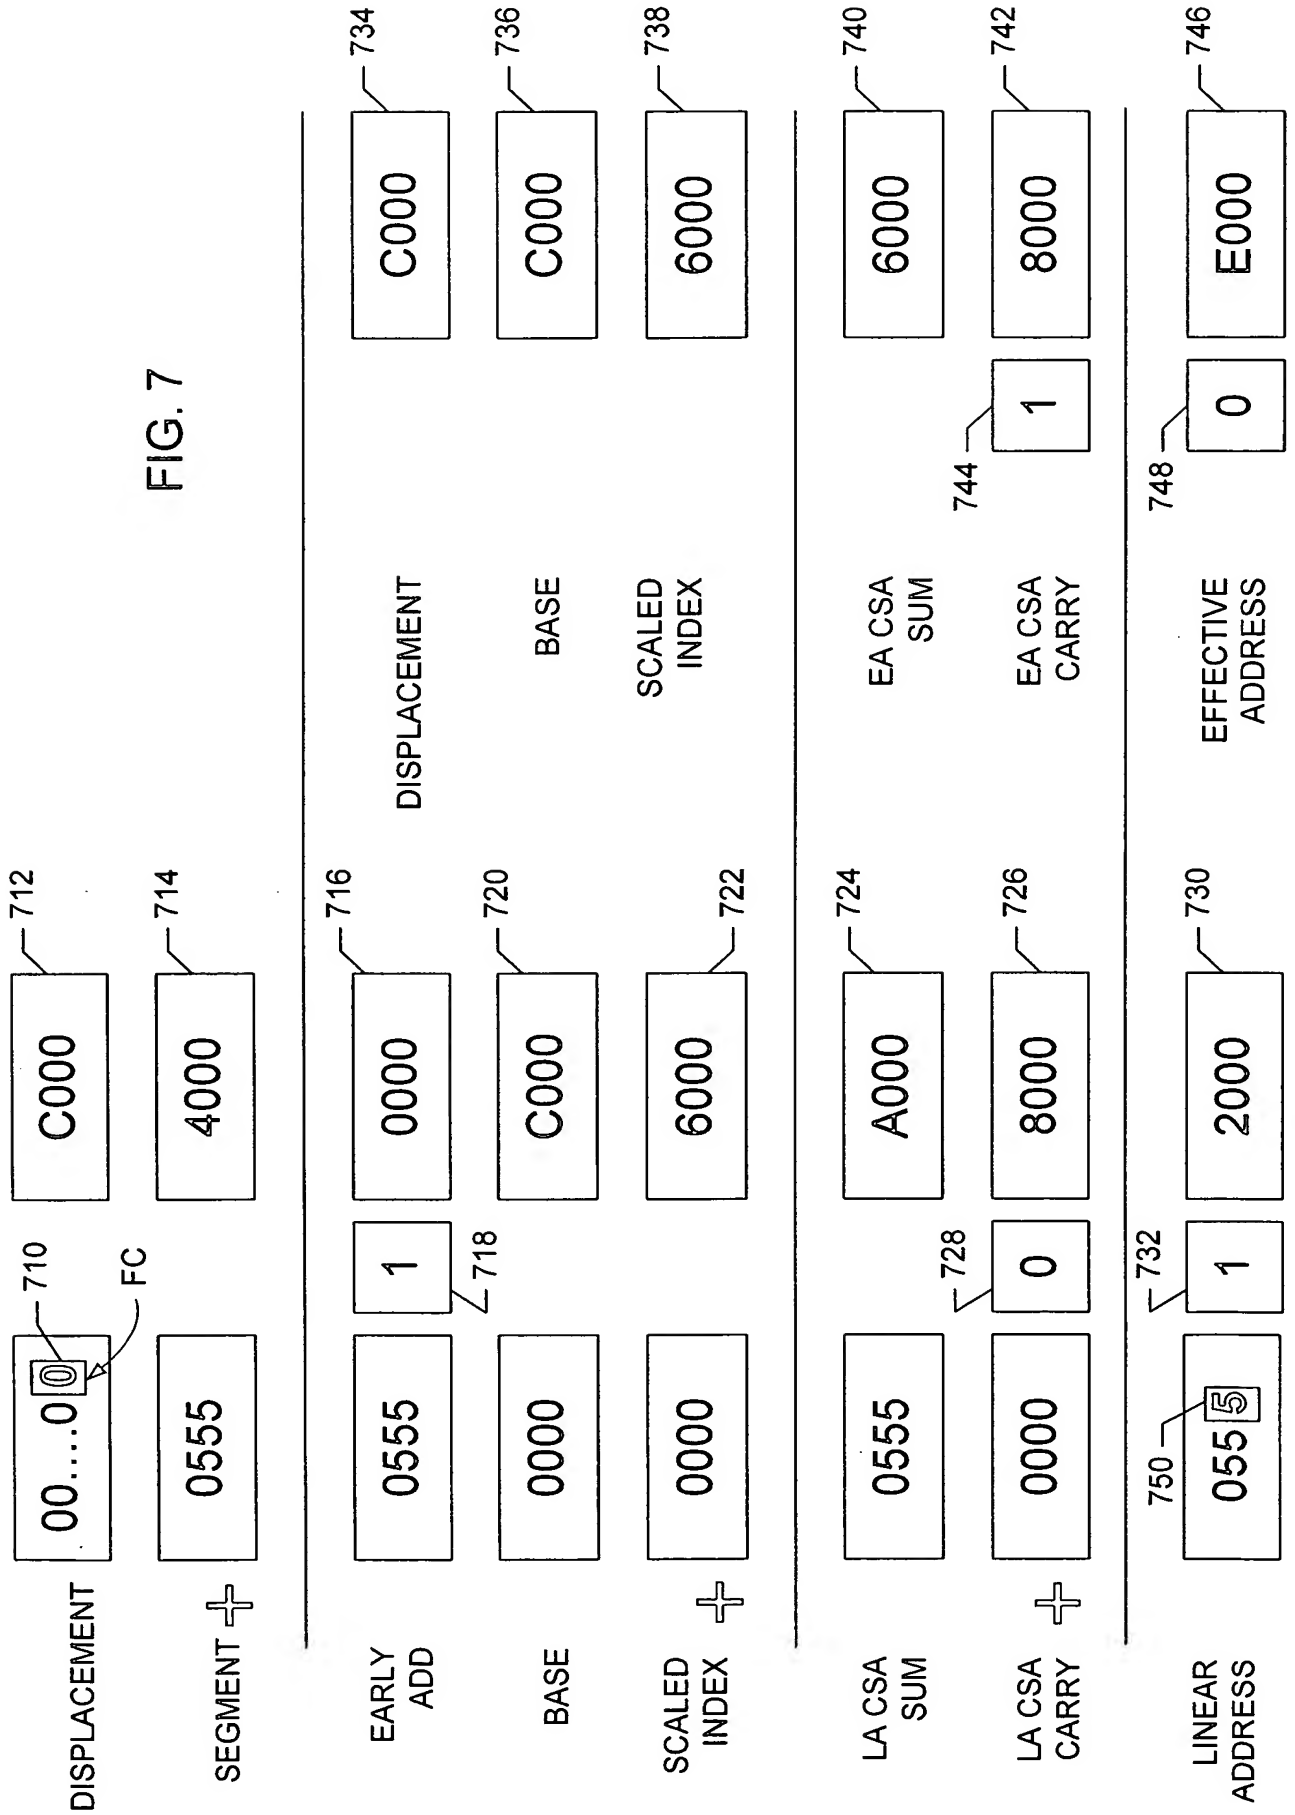 FIG. 7
DISPLACEMENT
00....0 0
710
FC
C000
712
SEGMENT +
0555
4000
714
EARLY
ADD
0555
1
718
0000
716
BASE
0000
C000
720
SCALED
INDEX +
0000
6000
722
LA CSA
SUM
0555
A000
724
LA CSA
CARRY +
0000
0
728
8000
726
LINEAR
ADDRESS
055 5
750
1
732
2000
730
DISPLACEMENT
C000
734
BASE
C000
736
SCALED
INDEX
6000
738
EA CSA
SUM
6000
740
EA CSA
CARRY
1
744
8000
742
EFFECTIVE
ADDRESS
0
748
E000
746